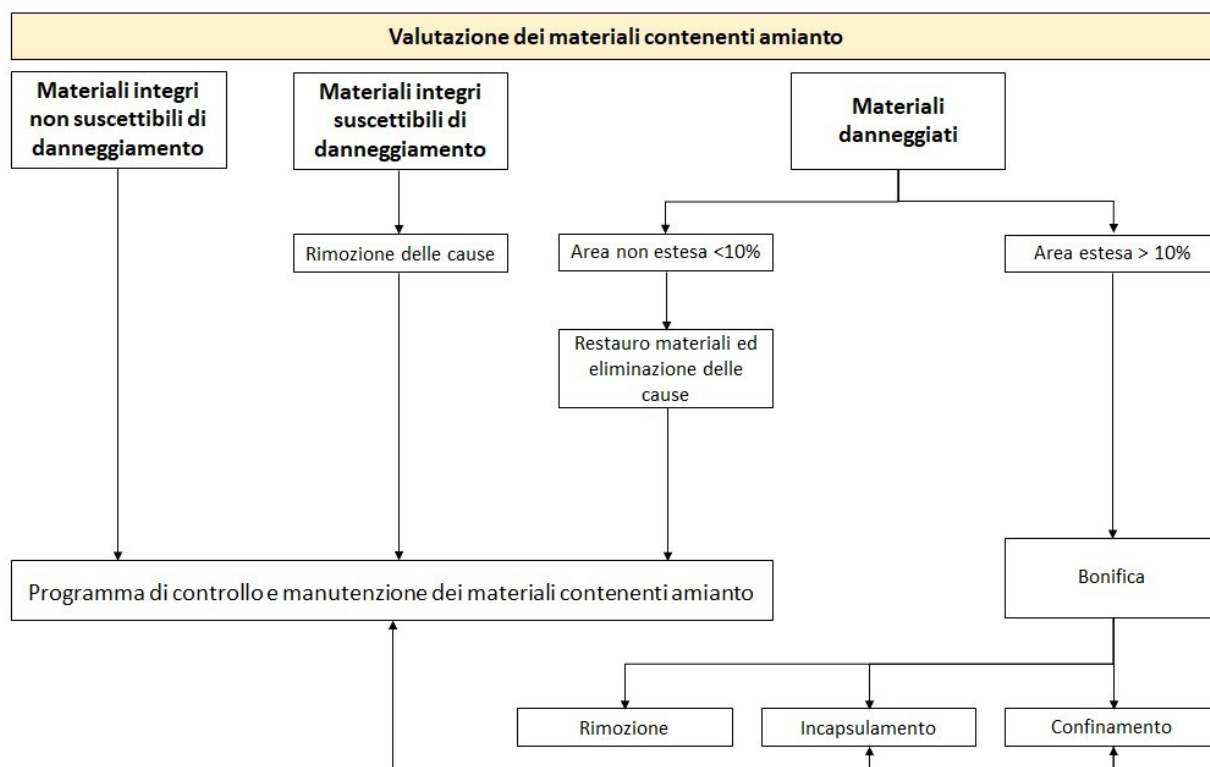 Valutazione dei materiali contenenti amianto
Materiali integri
non suscettibili di
danneggiamento
Materiali integri
suscettibili di
danneggiamento
Materiali
danneggiati
Rimozione delle cause
Area non estesa <10%
Area estesa > 10%
Restauro materiali ed
eliminazione delle
cause
Programma di controllo e manutenzione dei materiali contenenti amianto
Bonifica
Rimozione
Incapsulamento
Confinamento